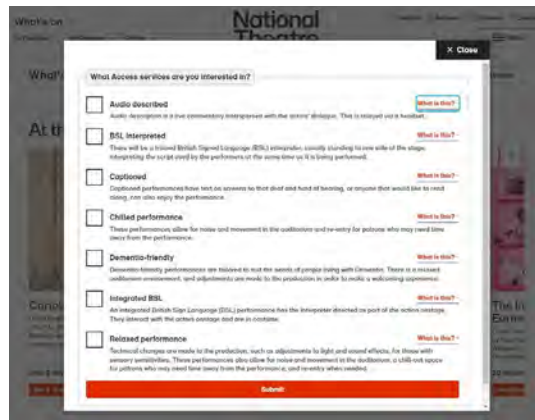 What's on
National
Theatre
× Close
What Access services are you interested in?
Audio described
What is this?
Audio description is a live commentary interspersed with the actors' dialogue. This is relayed via a headset.
BSL Interpreted
What is this?
There will be a trained British Signed Language (BSL) interpreter, usually standing to one side of the stage,
interpreting the script used by the performers at the same time as it is being performed.
Captioned
What is this?
Captioned performances have text on screens so that deaf and hard of hearing, or anyone that would like to read
along, can also enjoy the performance.
Chilled performance
What is this?
These performances allow for noise and movement in the auditorium and re-entry for patrons who may need time
away from the performance.
Dementia-friendly
What is this?
Dementia-friendly performances are tailored to suit the needs of people living with Dementia. There is a relaxed
auditorium environment, and adjustments are made to the production in order to make a welcoming experience.
Integrated BSL
What is this?
An integrated British Sign Language (BSL) performance has the interpreter directed as part of the action onstage.
They interact with the actors onstage and are in costume.
Relaxed performance
What is this?
Technical changes are made to the production, such as adjustments to light and sound effects, for those with
sensory sensitivities. These performances also allow for noise and movement in the auditorium, a chill-out space
for patrons who may need time away from the performance, and re-entry when needed.
Submit
What's
At th
The In